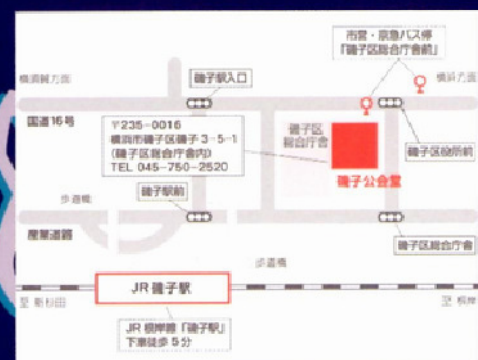 市営・京急バス停
「磯子区総合庁舎前」
横須賀方面
磯子駅入口
横浜方面
国道16号
〒235-0016
横浜市磯子区磯子3-5-1
(磯子区総合庁舎内)
TEL 045-750-2520
磯子区
総合庁舎
磯子区役所前
磯子公会堂
歩道橋
磯子駅前
産業道路
磯子区総合庁舎
歩道橋
JR磯子駅
至 新杉田
至 根岸
JR根岸線「磯子駅」
下車徒歩5分